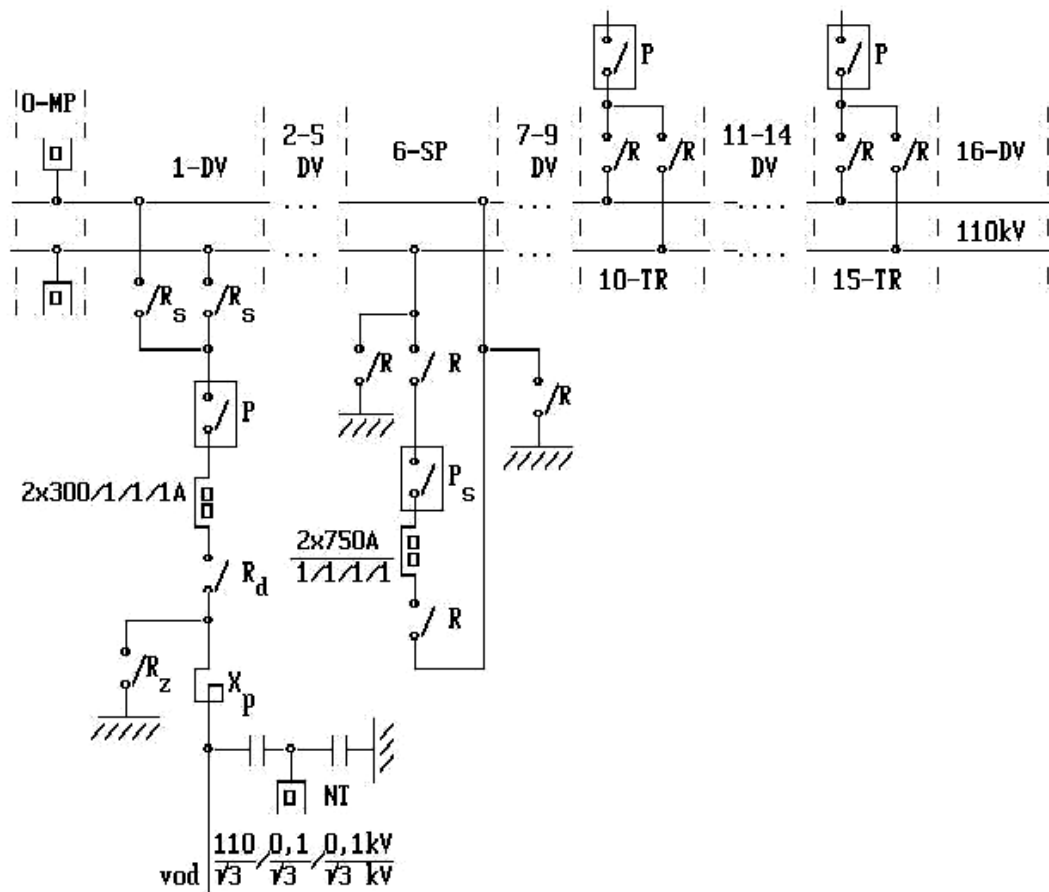 P
P
0-MP
1-DV
2-5
DV
6-SP
7-9
DV
R
R
11-14
DV
R
R
16-DV
110kV
10-TR
15-TR
R
s
R
s
R
R
R
P
P
s
2x300/1/1/1A
2x750A
1/1/1/1
R
d
R
R
z
X
p
NI
110/√3 / 0,1/√3 / 0,1kV/√3 kV
vod